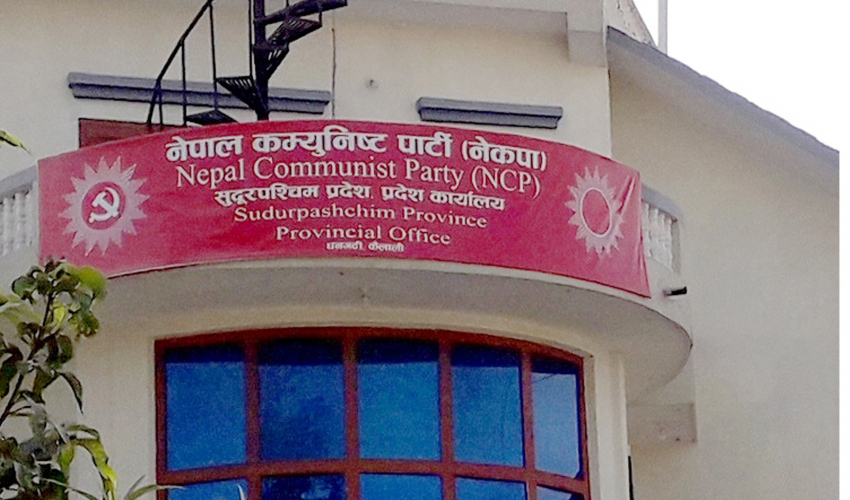 नेपाल कम्युनिष्ट पार्टी (नेकपा)
Nepal Communist Party (NCP)
सुदूरपश्चिम प्रदेश, प्रदेश कार्यालय
Sudurpashchim Province
Provincial Office
धनगढी, कैलाली